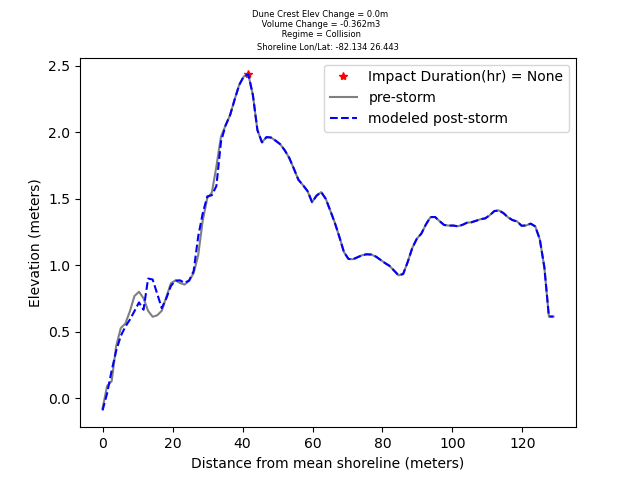 Dune Crest Elev Change = 0.0m
Volume Change = -0.362m3
Regime = Collision
Shoreline Lon/Lat: -82.134 26.443
Impact Duration(hr) = None
pre-storm
modeled post-storm
2.5
2.0
1.5
1.0
0.5
0.0
Elevation (meters)
0 20 40 60 80 100 120
Distance from mean shoreline (meters)